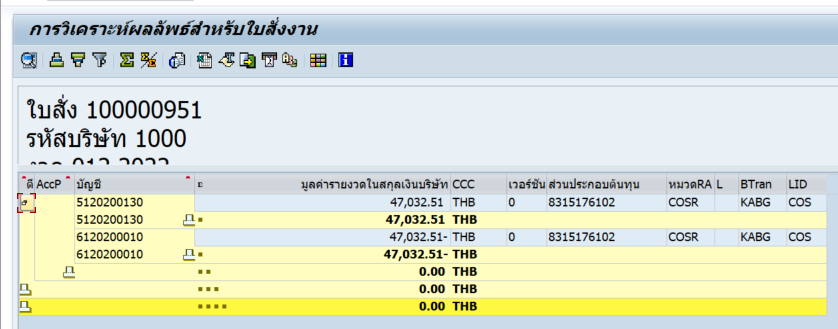 การวิเคราะห์ผลลัพธ์สำหรับใบสั่งงาน
ใบสั่ง 100000951
รหัสบริษัท 1000
งวด 012 2022
ดี AccP บัญชี Σ มูลค่ารายงวดในสกุลเงินบริษัท CCC เวอร์ชัน ส่วนประกอบต้นทุน หมวดRA L BTran LID
5120200130 47,032.51 THB 0 8315176102 COSR KABG COS
5120200130 47,032.51 THB
6120200010 47,032.51- THB 0 8315176102 COSR KABG COS
6120200010 47,032.51- THB
0.00 THB
0.00 THB
0.00 THB